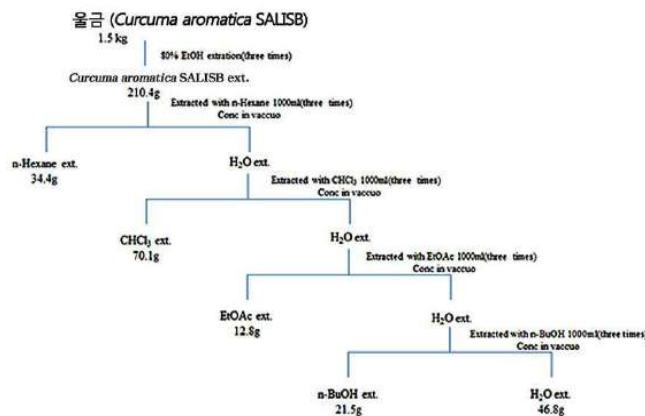 울금 (Curcuma aromatica SALISB)
1.5 kg
80% EtOH extration(three times)
Curcuma aromatica SALISB ext.
210.4g
Extracted with n-Hexane 1000ml(three times)
Conc in vaccuo
n-Hexane ext.
34.4g
H₂O ext.
Extracted with CHCl₃ 1000ml(three times)
Conc in vaccuo
CHCl₃ ext.
70.1g
H₂O ext.
Extracted with EtOAc 1000ml(three times)
Conc in vaccuo
EtOAc ext.
12.8g
H₂O ext.
Extracted with n-BuOH 1000ml(three times)
Conc in vaccuo
n-BuOH ext.
21.5g
H₂O ext.
46.8g